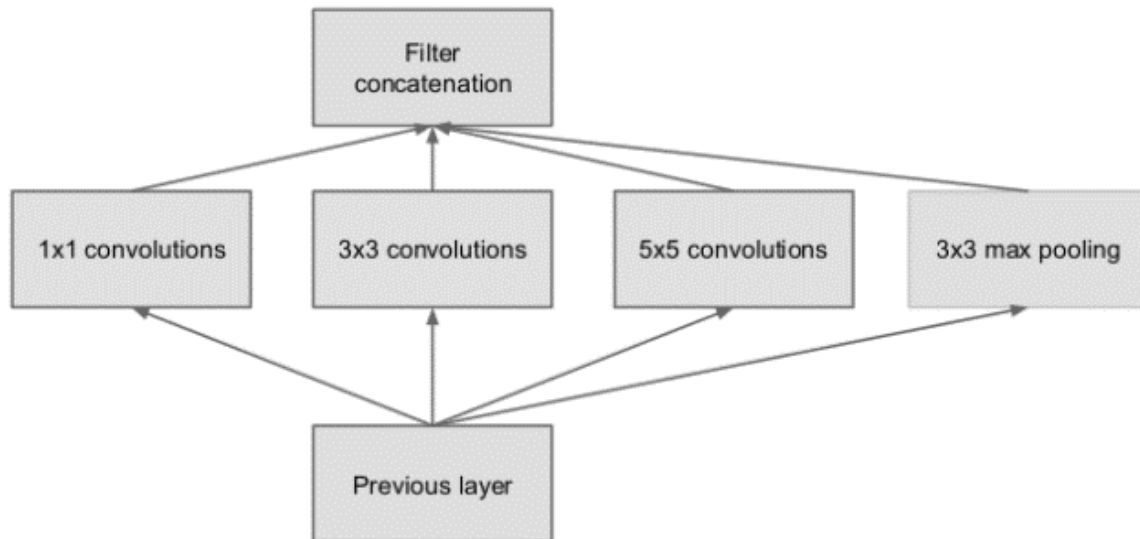 Filter
concatenation
1x1 convolutions
3x3 convolutions
5x5 convolutions
3x3 max pooling
Previous layer